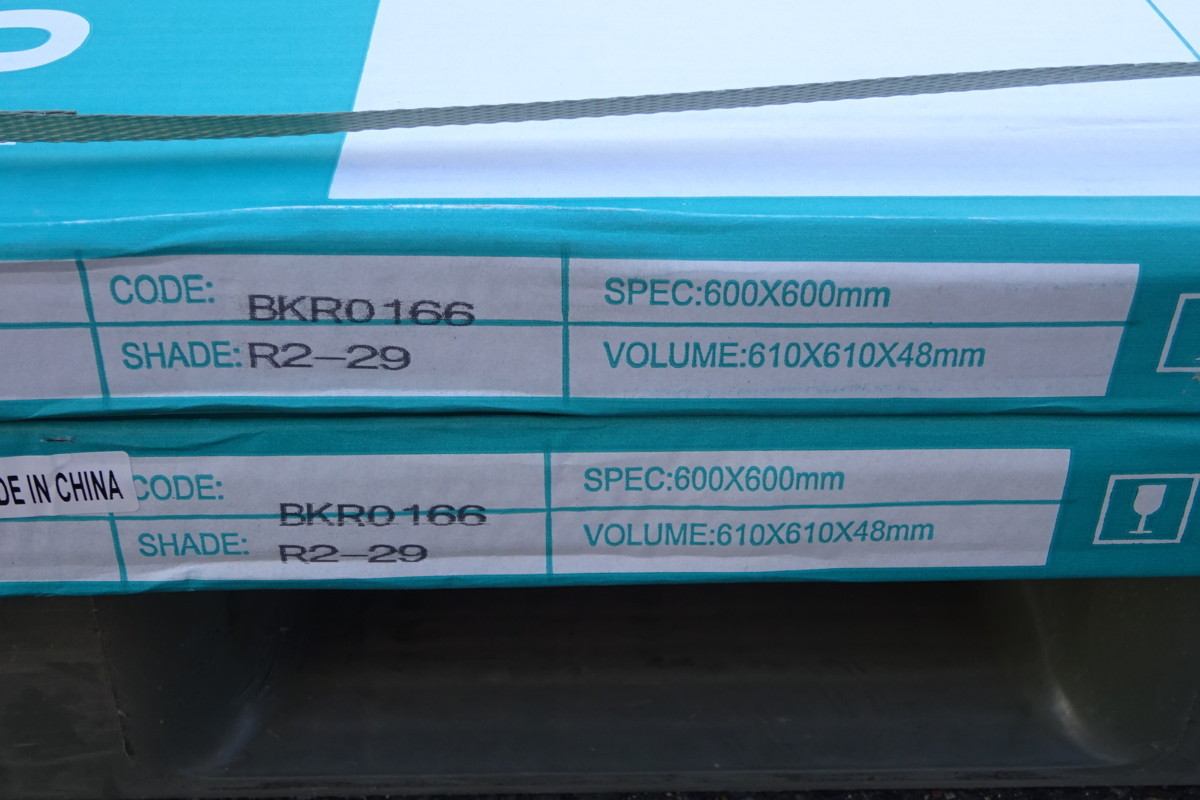 CODE: BKR0166
SPEC:600X600mm
SHADE: R2-29
VOLUME:610X610X48mm
IN CHINA
CODE: BKR0166
SPEC:600X600mm
SHADE: R2-29
VOLUME:610X610X48mm